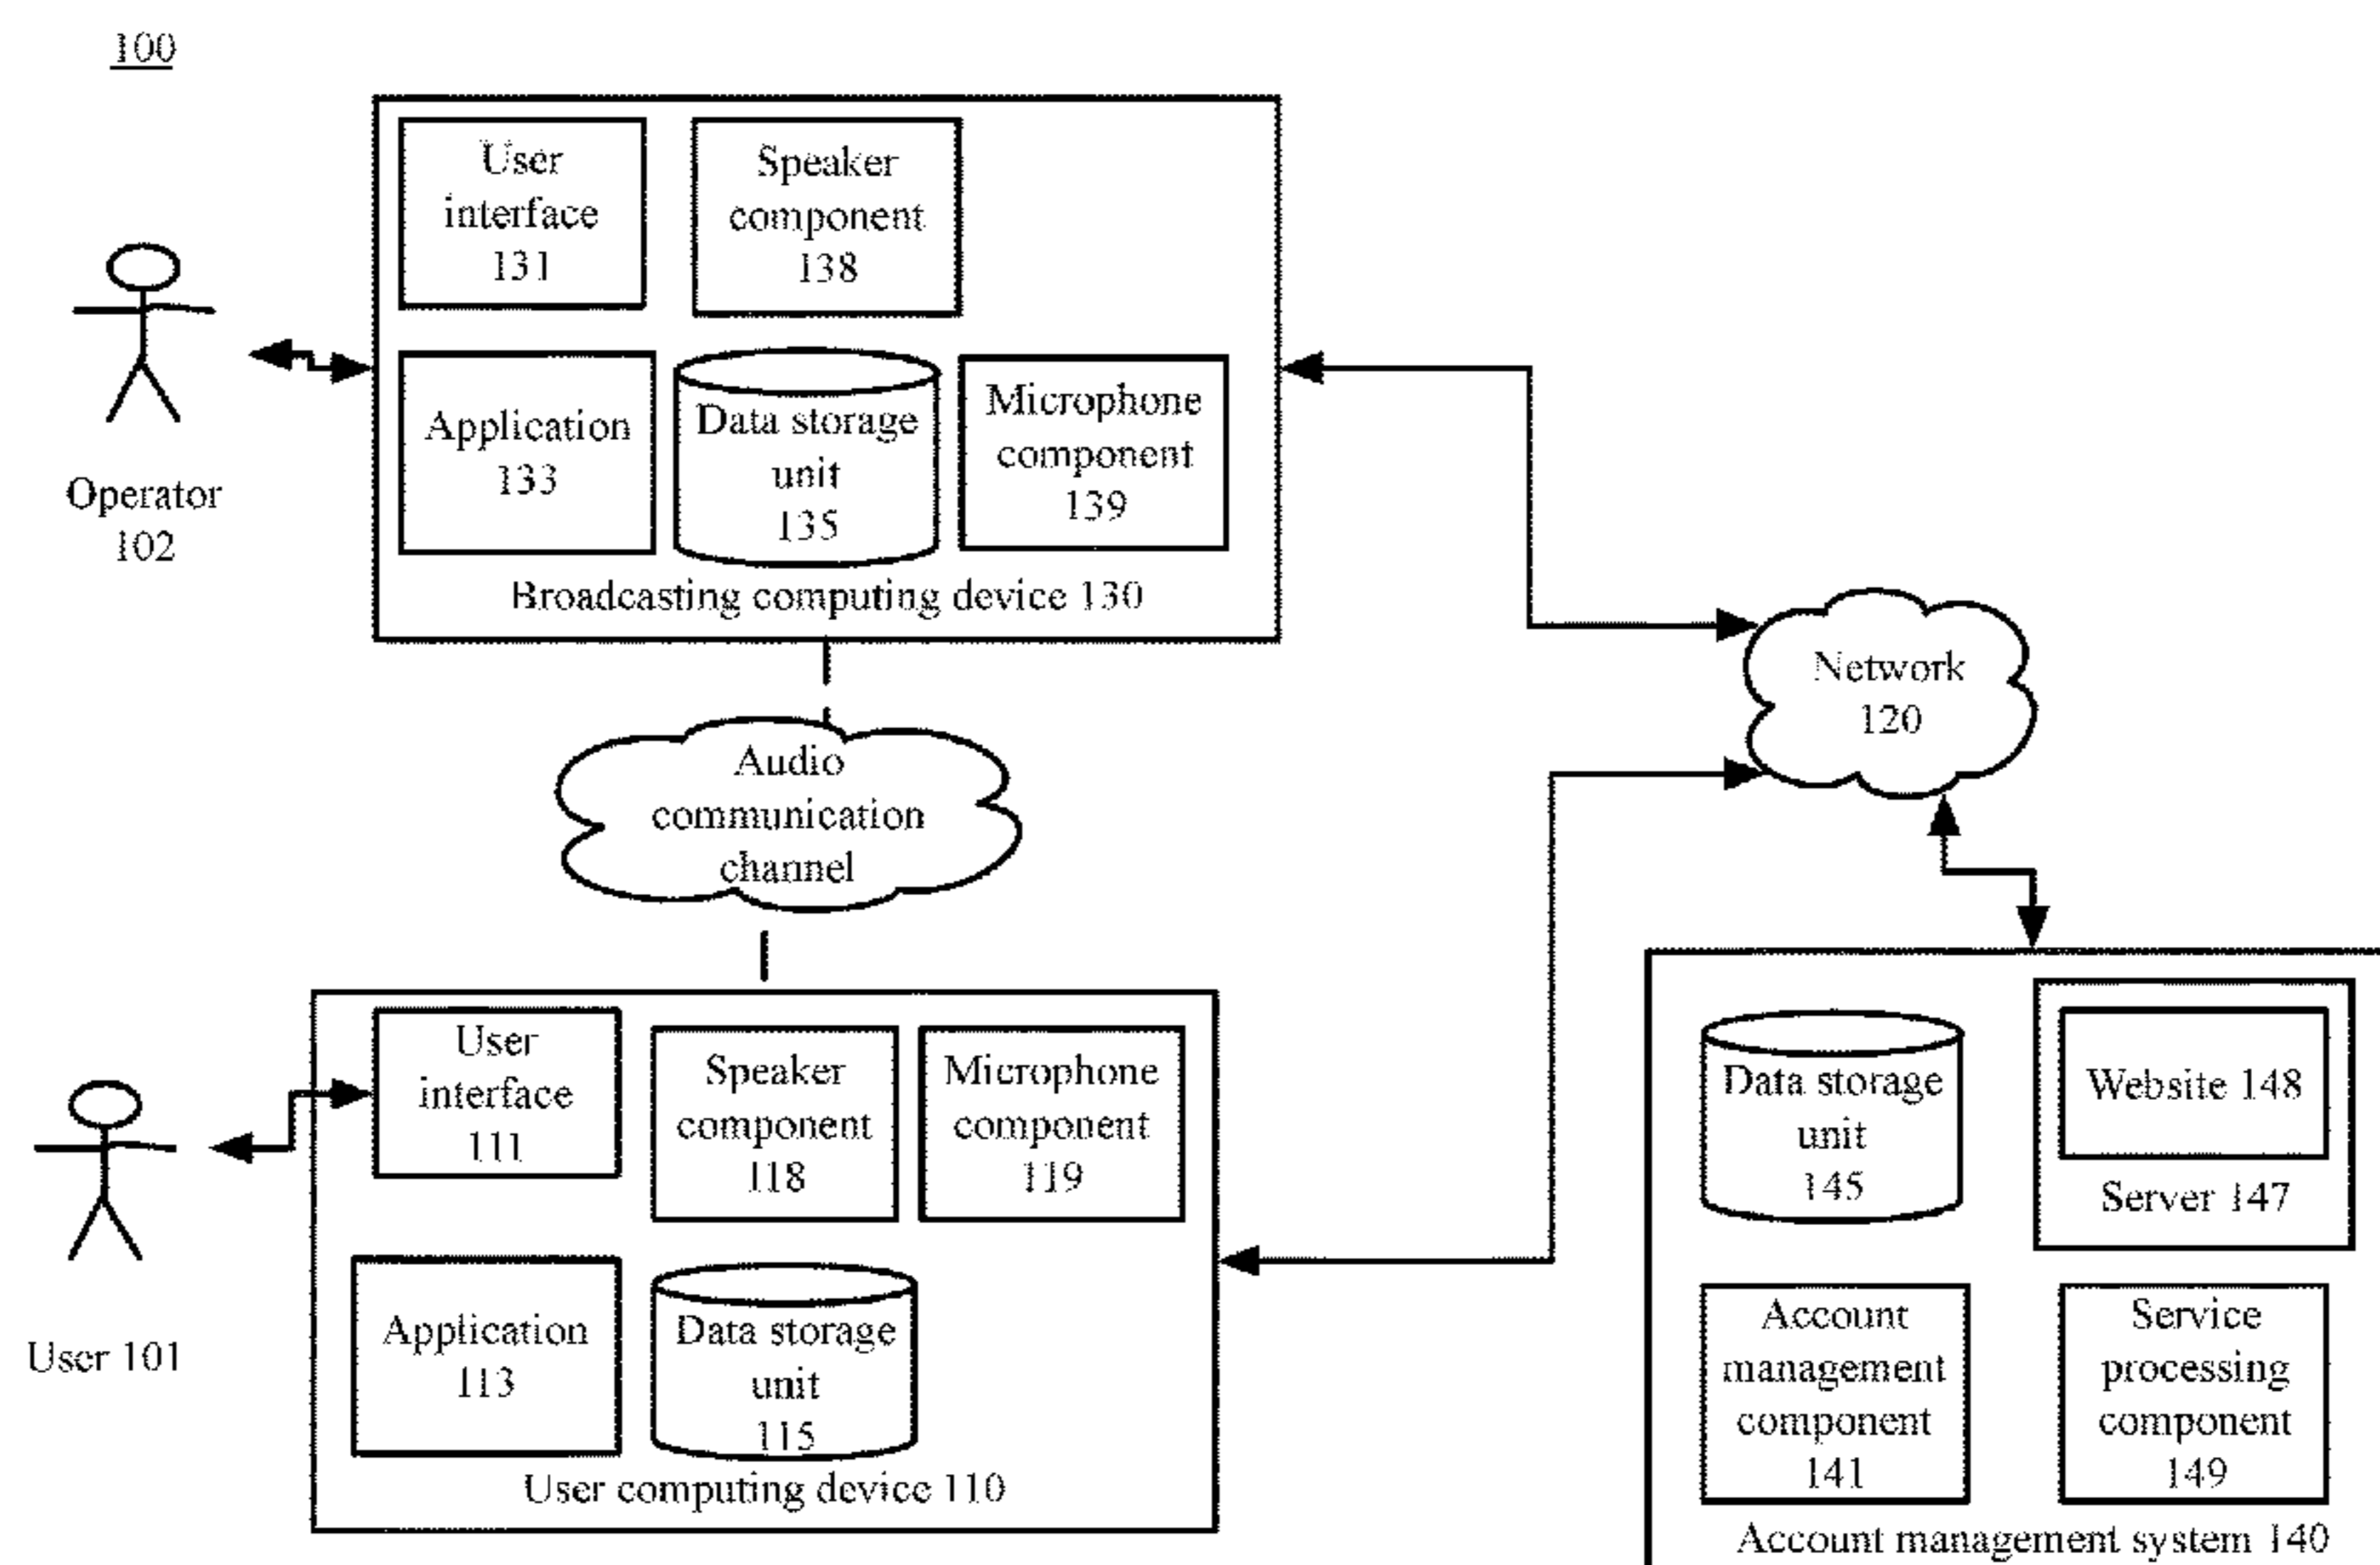 100
User
interface
131
Speaker
component
138
Application
133
Data storage
unit
135
Microphone
component
139
Broadcasting computing device 130
Operator
102
Network
120
Audio
communication
channel
User
interface
111
Speaker
component
118
Microphone
component
119
Application
113
Data storage
unit
115
User computing device 110
User 101
Data storage
unit
145
Website 148
Server 147
Account
management
component
141
Service
processing
component
149
Account management system 140